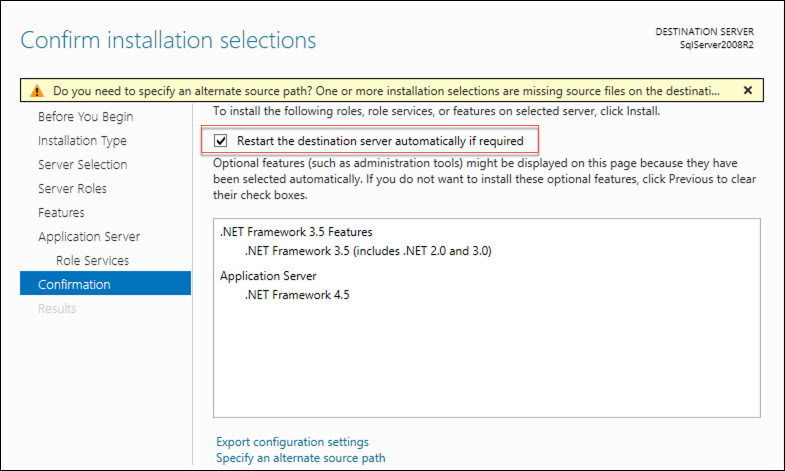 Confirm installation selections
DESTINATION SERVER
SqlServer2008R2
Do you need to specify an alternate source path? One or more installation selections are missing source files on the destinati...
Before You Begin
Installation Type
Server Selection
Server Roles
Features
Application Server
Role Services
Confirmation
Results
To install the following roles, role services, or features on selected server, click Install.
Restart the destination server automatically if required
Optional features (such as administration tools) might be displayed on this page because they have
been selected automatically. If you do not want to install these optional features, click Previous to clear
their check boxes.
.NET Framework 3.5 Features
.NET Framework 3.5 (includes .NET 2.0 and 3.0)
Application Server
.NET Framework 4.5
Export configuration settings
Specify an alternate source path